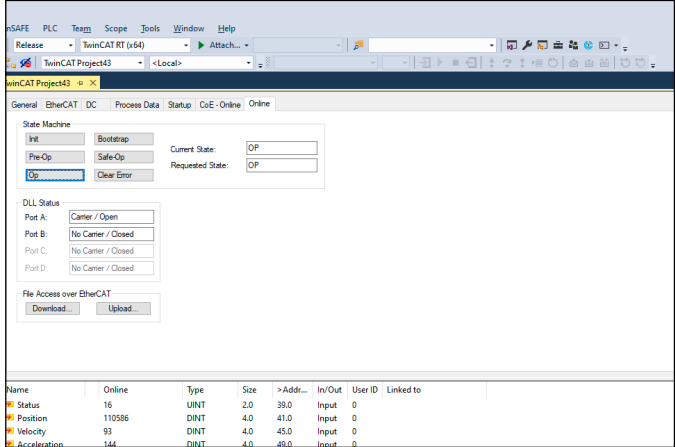 nSAFE PLC Team Scope Tools Window Help
Release TwinCAT RT (x64) Attach...
TwinCAT Project43 <Local>
winCAT Project43
General EtherCAT DC Process Data Startup CoE - Online Online
State Machine
Init Bootstrap
Current State: OP
Pre-Op Safe-Op
Requested State: OP
Op Clear Error
DLL Status
Port A: Carrier / Open
Port B: No Carrier / Closed
Port C: No Carrier / Closed
Port D: No Carrier / Closed
File Access over EtherCAT
Download... Upload...
Name Online Type Size >Addr... In/Out User ID Linked to
Status 16 UINT 2.0 39.0 Input 0
Position 110586 DINT 4.0 41.0 Input 0
Velocity 93 DINT 4.0 45.0 Input 0
Acceleration 144 DINT 4.0 49.0 Input 0